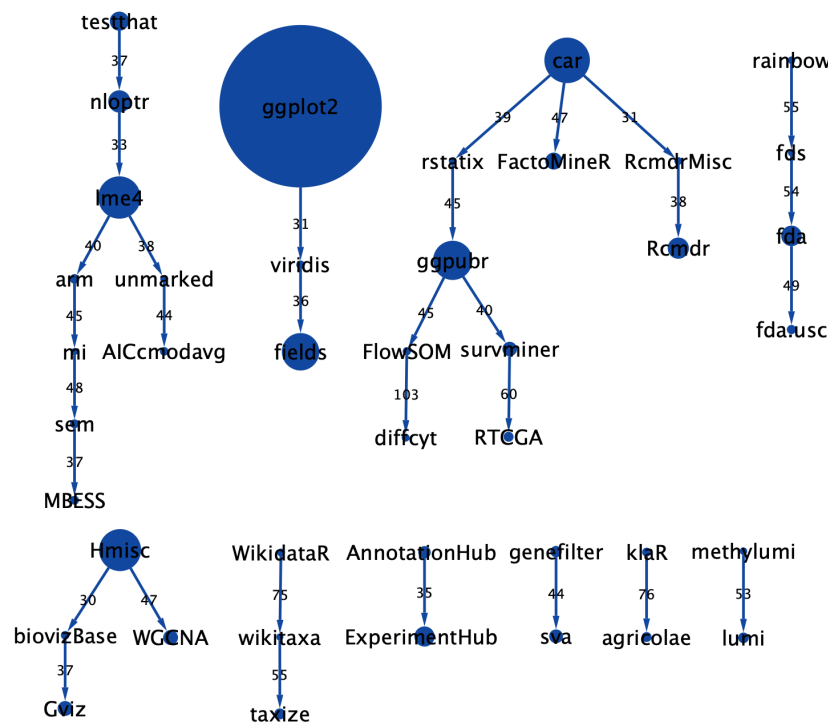 testthat
37
nloptr
33
lme4
40 38
arm unmarked
45 44
mi AICcmodavg
48
sem
37
MBESS
ggplot2
31
viridis
36
fields
car
39 47 31
rstatix FactoMineR RcmdrMisc
45 38
ggpubr Rcmdr
45 40
FlowSOM survminer
103 60
diffcyt RTCGA
rainbow
55
fds
54
fda
49
fda.usc
Hmisc
30 47
biovizBase WGCNA
37
Gviz
WikidataR
75
wikitaxa
55
taxize
AnnotationHub
35
ExperimentHub
genefilter
44
sva
klaR
76
agricolae
methylumi
53
lumi